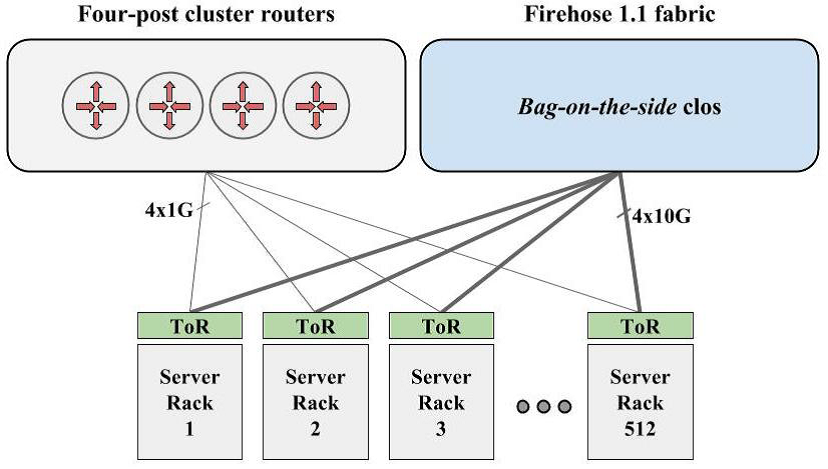 Four-post cluster routers
Firehose 1.1 fabric
Bag-on-the-side clos
4x1G
4x10G
ToR
ToR
ToR
ToR
Server
Rack
1
Server
Rack
2
Server
Rack
3
Server
Rack
512